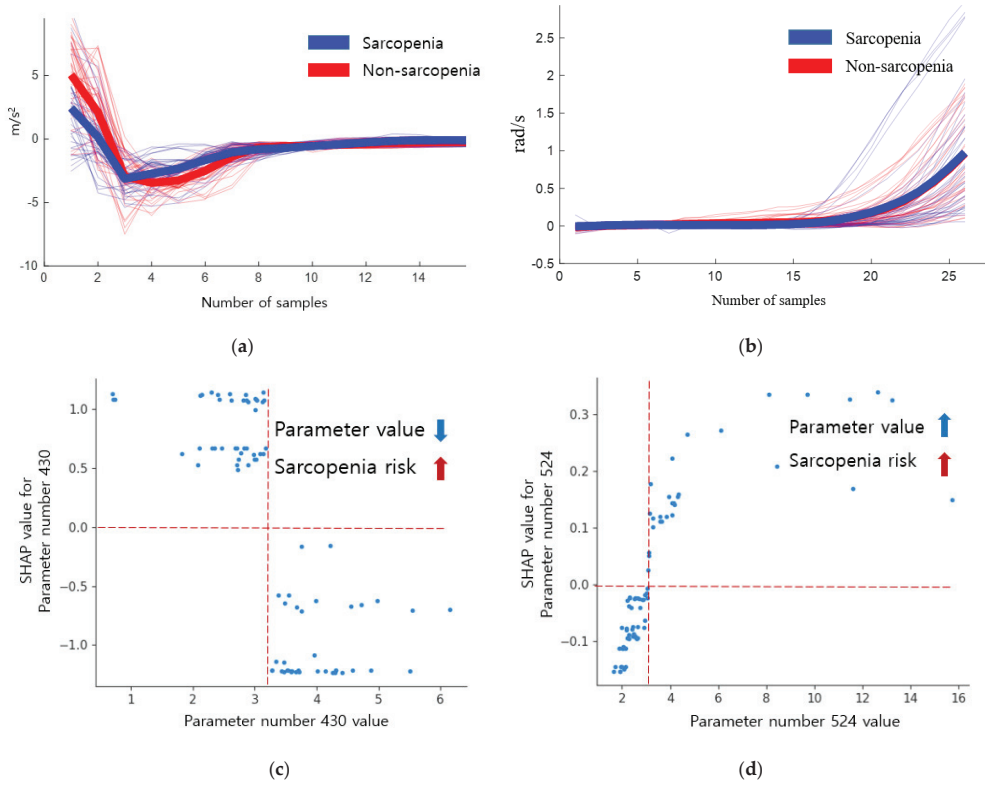 Sarcopenia
Non-sarcopenia
m/s²
5
0
-5
-10
0 2 4 6 8 10 12 14
Number of samples
(a)
Sarcopenia
Non-sarcopenia
rad/s
2.5
2
1.5
1
0.5
0
-0.5
0 5 10 15 20 25
Number of samples
(b)
Parameter value
Sarcopenia risk
SHAP value for
Parameter number 430
1.0
0.5
0.0
−0.5
−1.0
1 2 3 4 5 6
Parameter number 430 value
(c)
Parameter value
Sarcopenia risk
SHAP value for
Parameter number 524
0.3
0.2
0.1
0.0
−0.1
2 4 6 8 10 12 14 16
Parameter number 524 value
(d)